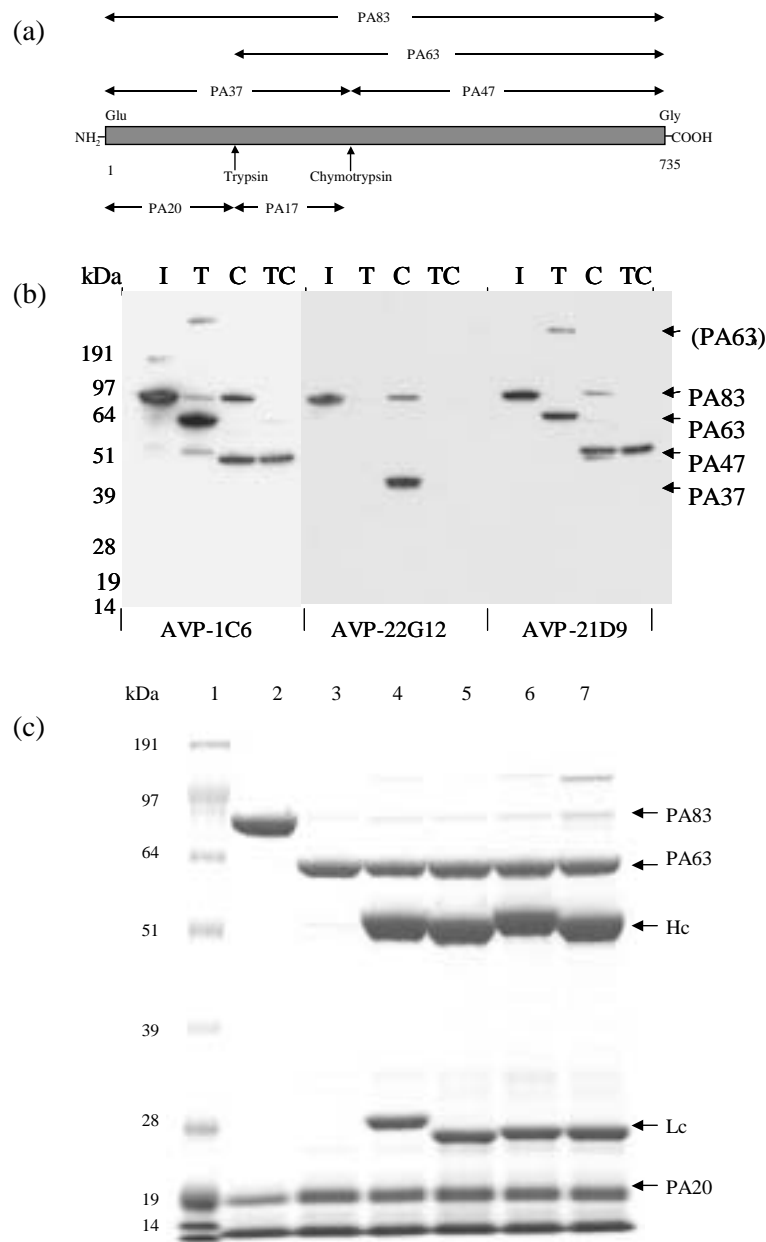 (a)
PA83
PA63
PA37 PA47
Glu Gly
NH2 COOH
1 Trypsin Chymotrypsin 735
PA20 PA17
(b)
kDa I T C TC I T C TC I T C TC
(PA63)
191
97 PA83
64 PA63
51 PA47
39 PA37
28
19
14
AVP-1C6 AVP-22G12 AVP-21D9
(c)
kDa 1 2 3 4 5 6 7
191
97 PA83
64 PA63
51 Hc
39
28 Lc
19 PA20
14